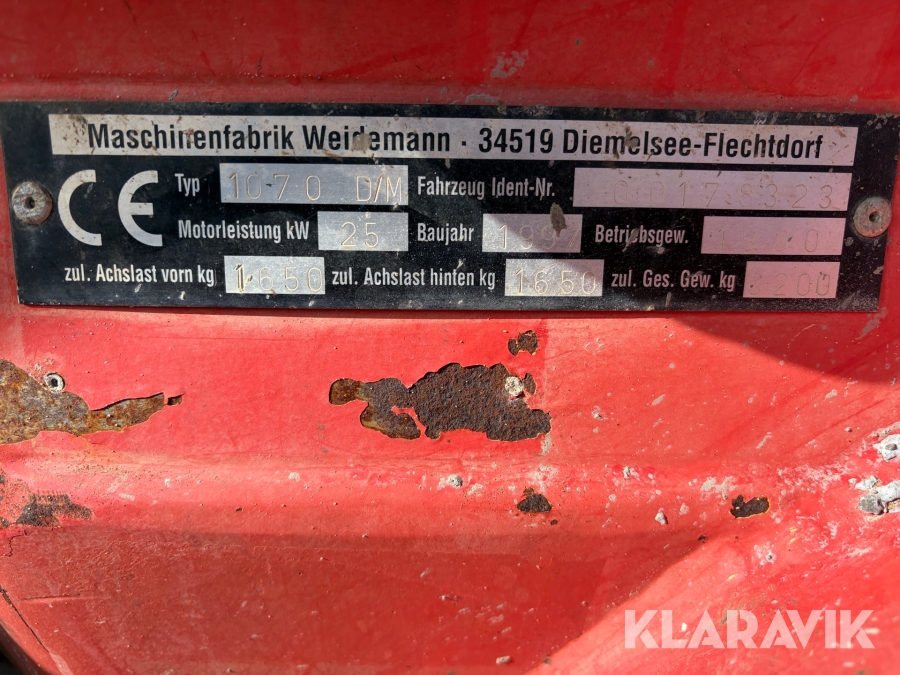 Maschinenfabrik Weidemann · 34519 Diemelsee-Flechtdorf
CE Typ 1070 D/M Fahrzeug Ident-Nr.
Motorleistung kW 25 Baujahr 1997 Betriebsgew.
zul. Achslast vorn kg 1650 zul. Achslast hinten kg 1650 zul. Ges. Gew. kg
KLARAVIK